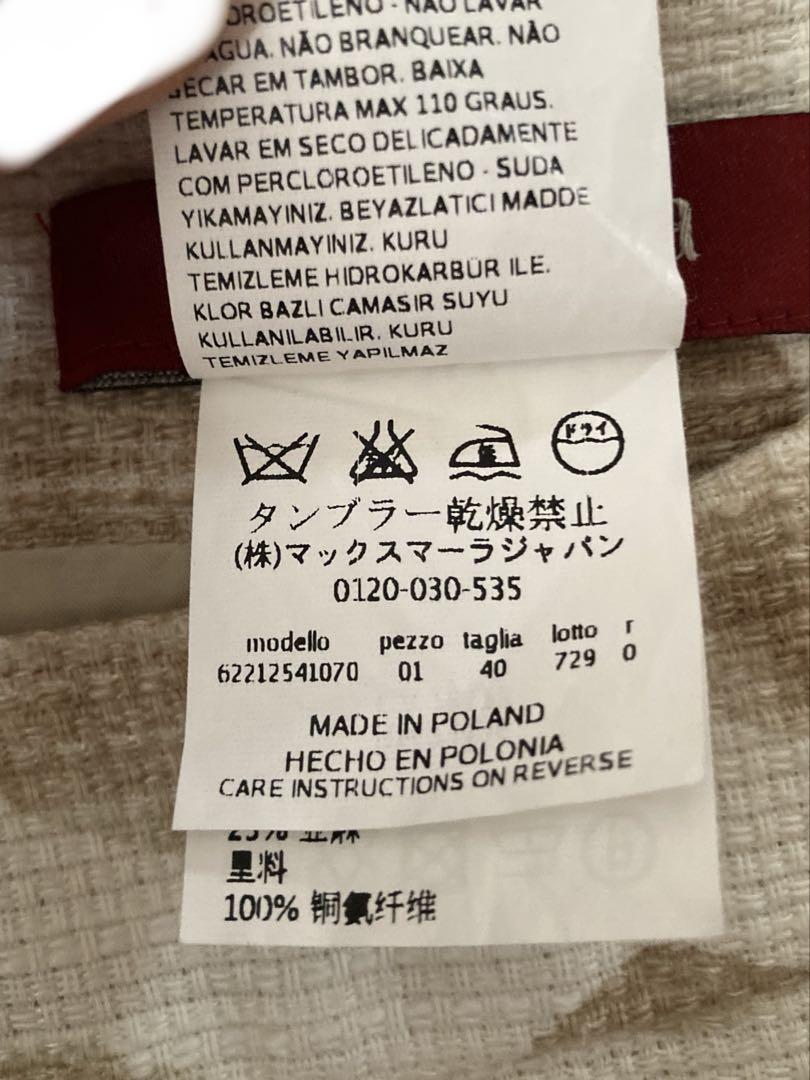 PERCLOROETILENO - NÃO LAVAR
ÁGUA. NÃO BRANQUEAR. NÃO
SECAR EM TAMBOR. BAIXA
TEMPERATURA MAX 110 GRAUS.
LAVAR EM SECO DELICADAMENTE
COM PERCLOROETILENO - SUDA
YIKAMAYINIZ. BEYAZLATICI MADDE
KULLANMAYINIZ. KURU
TEMIZLEME HIDROKARBÜR ILE.
KLOR BAZLI CAMASIR SUYU
KULLANILABILIR. KURU
TEMIZLEME YAPILMAZ
ドライ
タンブラー乾燥禁止
(株)マックスマーラジャパン
0120-030-535
modello pezzo taglia lotto r
62212541070 01 40 729 0
MADE IN POLAND
HECHO EN POLONIA
CARE INSTRUCTIONS ON REVERSE
亚麻
里料
100% 铜氨纤维